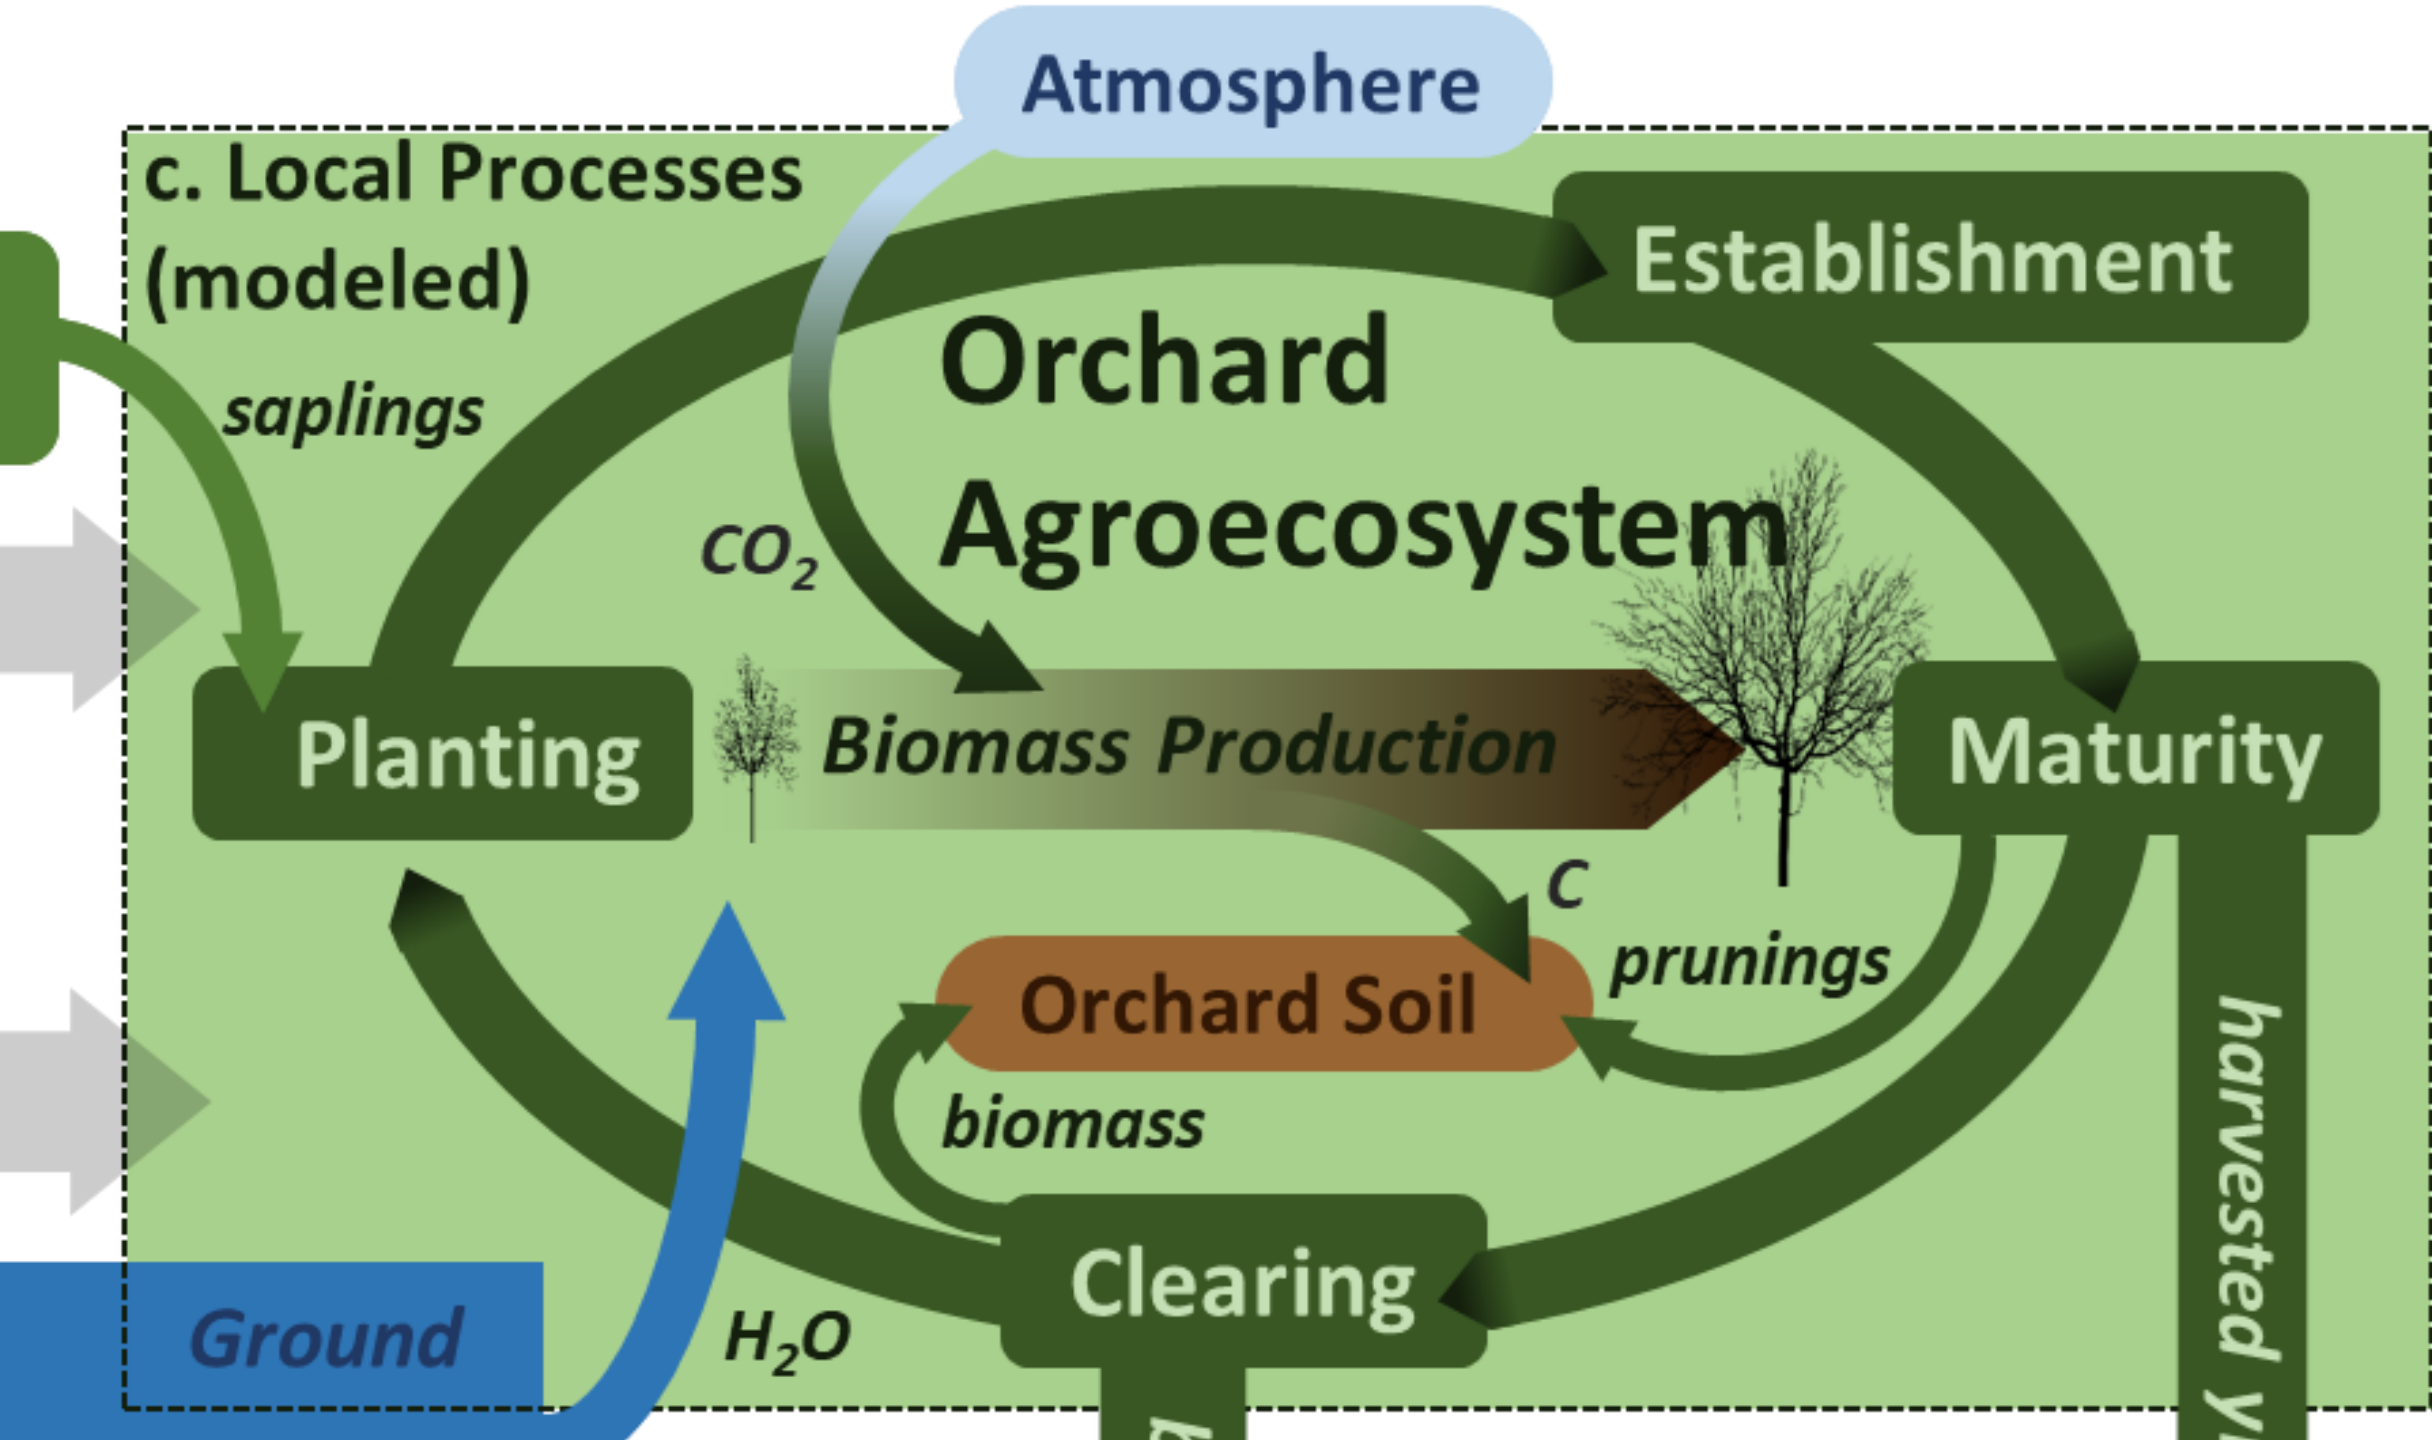 Atmosphere
c. Local Processes
(modeled)
Establishment
Orchard
saplings
Agroecosystem
CO₂
Planting
Biomass Production
Maturity
C
prunings
Orchard Soil
harvested
biomass
Clearing
Ground
H₂O